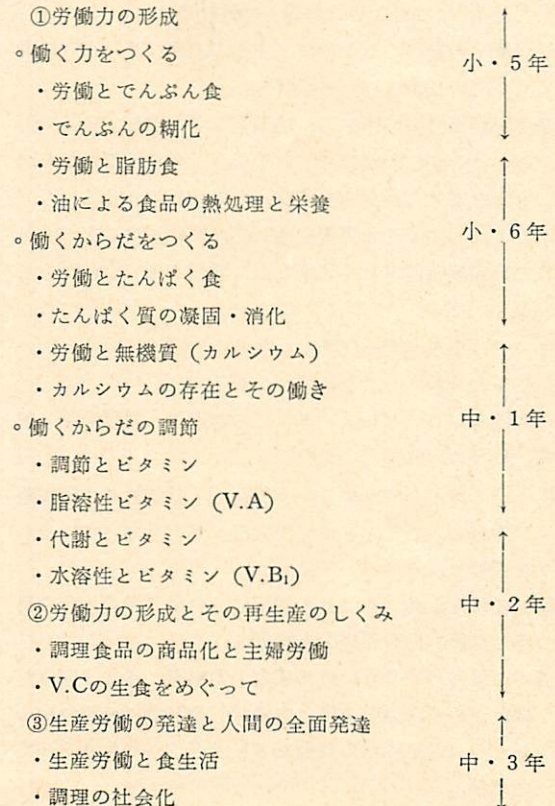 ①労働力の形成
◦働く力をつくる
小・5年
・労働とでんぷん食
・でんぷんの糊化
・労働と脂肪食
・油による食品の熱処理と栄養
◦働くからだをつくる
小・6年
・労働とたんぱく食
・たんぱく質の凝固・消化
・労働と無機質（カルシウム）
・カルシウムの存在とその働き
◦働くからだの調節
中・1年
・調節とビタミン
・脂溶性ビタミン (V.A)
・代謝とビタミン
・水溶性とビタミン (V.B₁)
②労働力の形成とその再生産のしくみ
中・2年
・調理食品の商品化と主婦労働
・V.Cの生食をめぐって
③生産労働の発達と人間の全面発達
・生産労働と食生活
中・3年
・調理の社会化